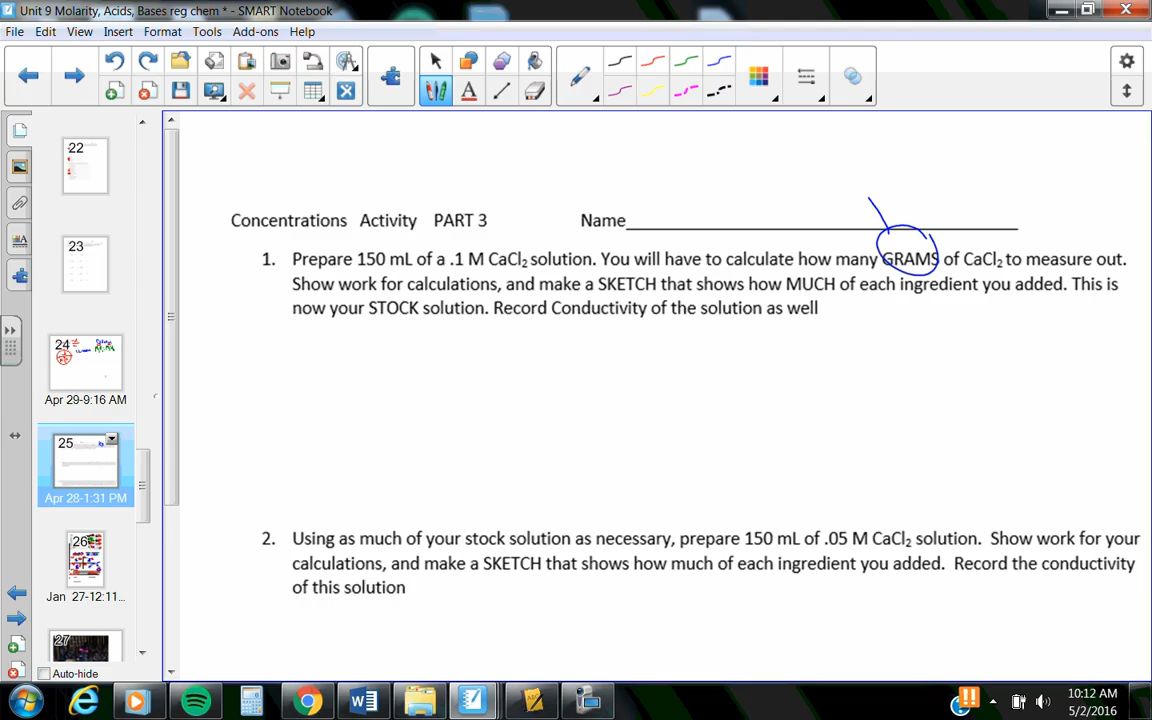 Unit 9 Molarity, Acids, Bases reg chem * - SMART Notebook
File Edit View Insert Format Tools Add-ons Help
22
23
24
Apr 29-9:16 AM
25
Apr 28-1:31 PM
26
Jan 27-12:11...
27
Auto-hide
Concentrations Activity PART 3 Name
1. Prepare 150 mL of a .1 M CaCl₂ solution. You will have to calculate how many GRAMS of CaCl₂ to measure out.
Show work for calculations, and make a SKETCH that shows how MUCH of each ingredient you added. This is
now your STOCK solution. Record Conductivity of the solution as well
2. Using as much of your stock solution as necessary, prepare 150 mL of .05 M CaCl₂ solution. Show work for your
calculations, and make a SKETCH that shows how much of each ingredient you added. Record the conductivity
of this solution
10:12 AM
5/2/2016